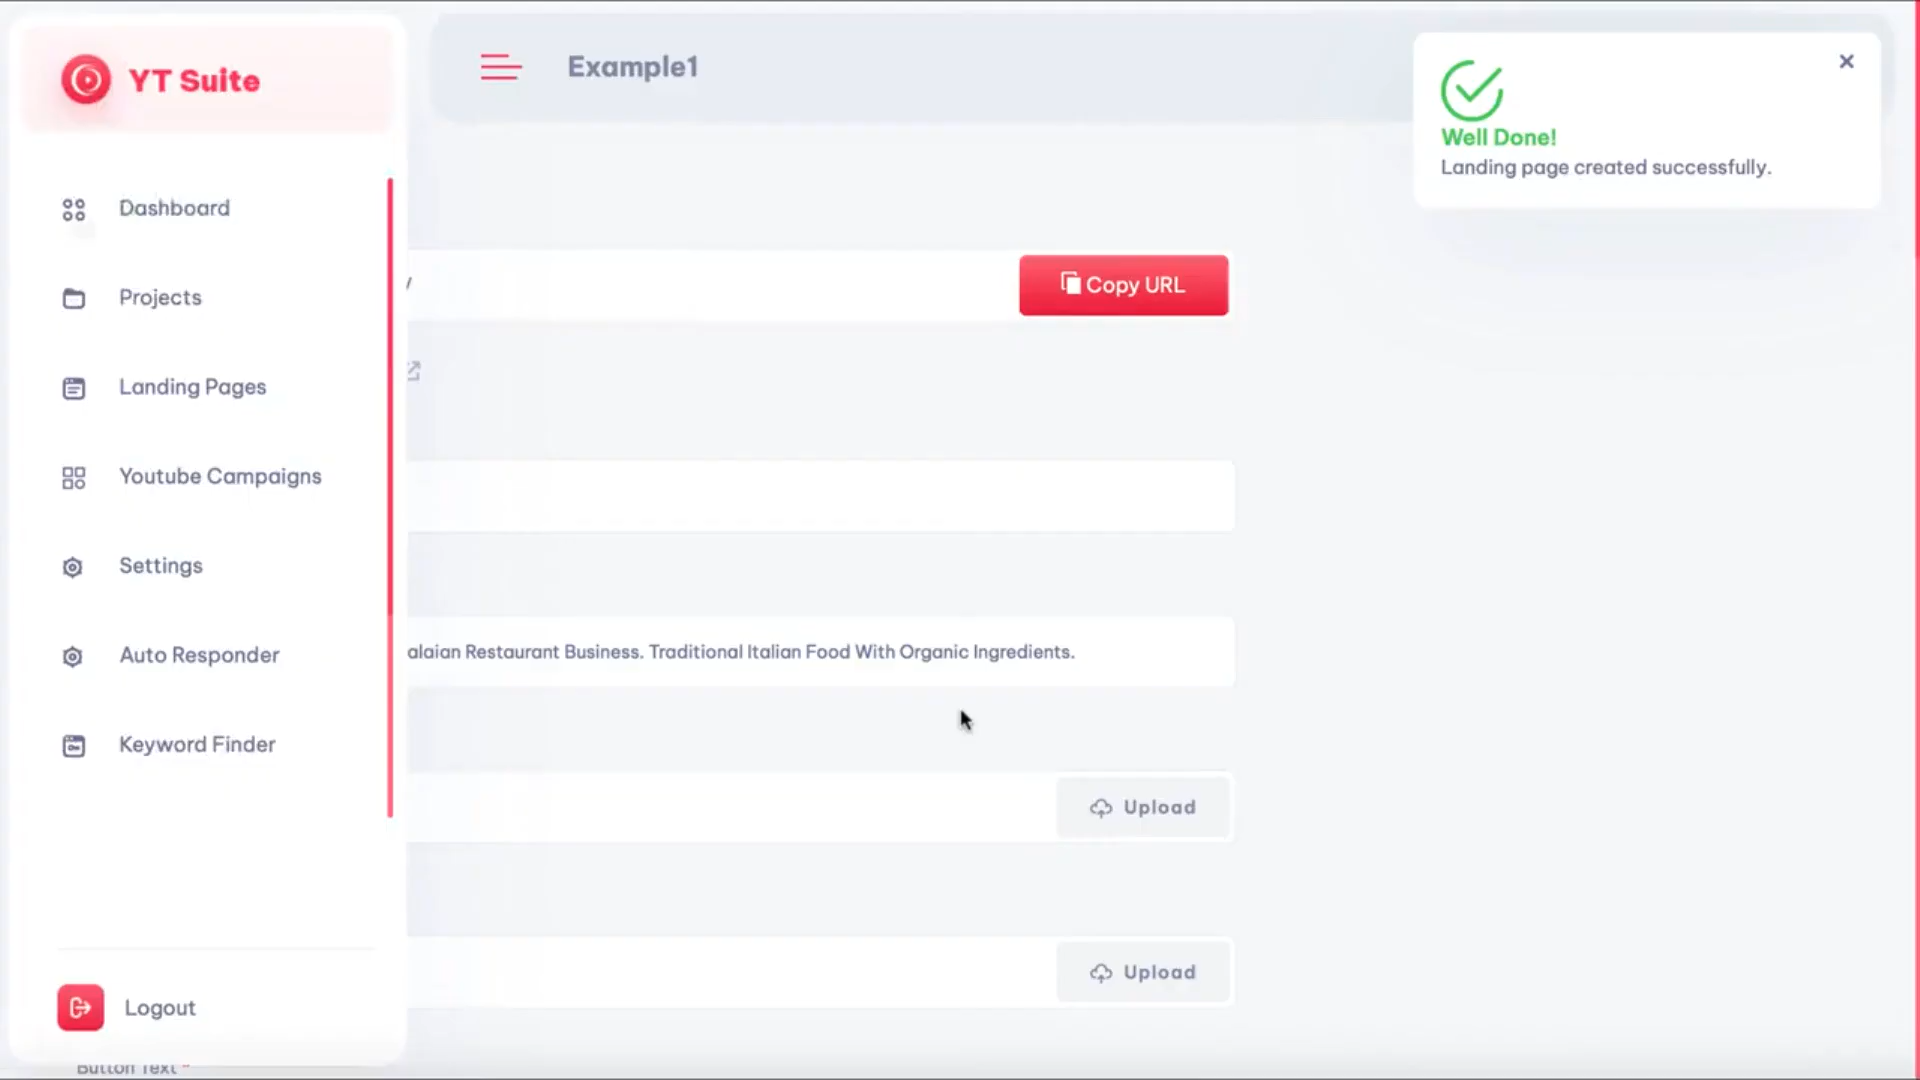 YT Suite
Example1
Well Done!
Landing page created successfully.
Dashboard
Projects
Landing Pages
Youtube Campaigns
Settings
Auto Responder
Keyword Finder
Logout
/
Copy URL
alaian Restaurant Business. Traditional Italian Food With Organic Ingredients.
Upload
Upload
Button Text *